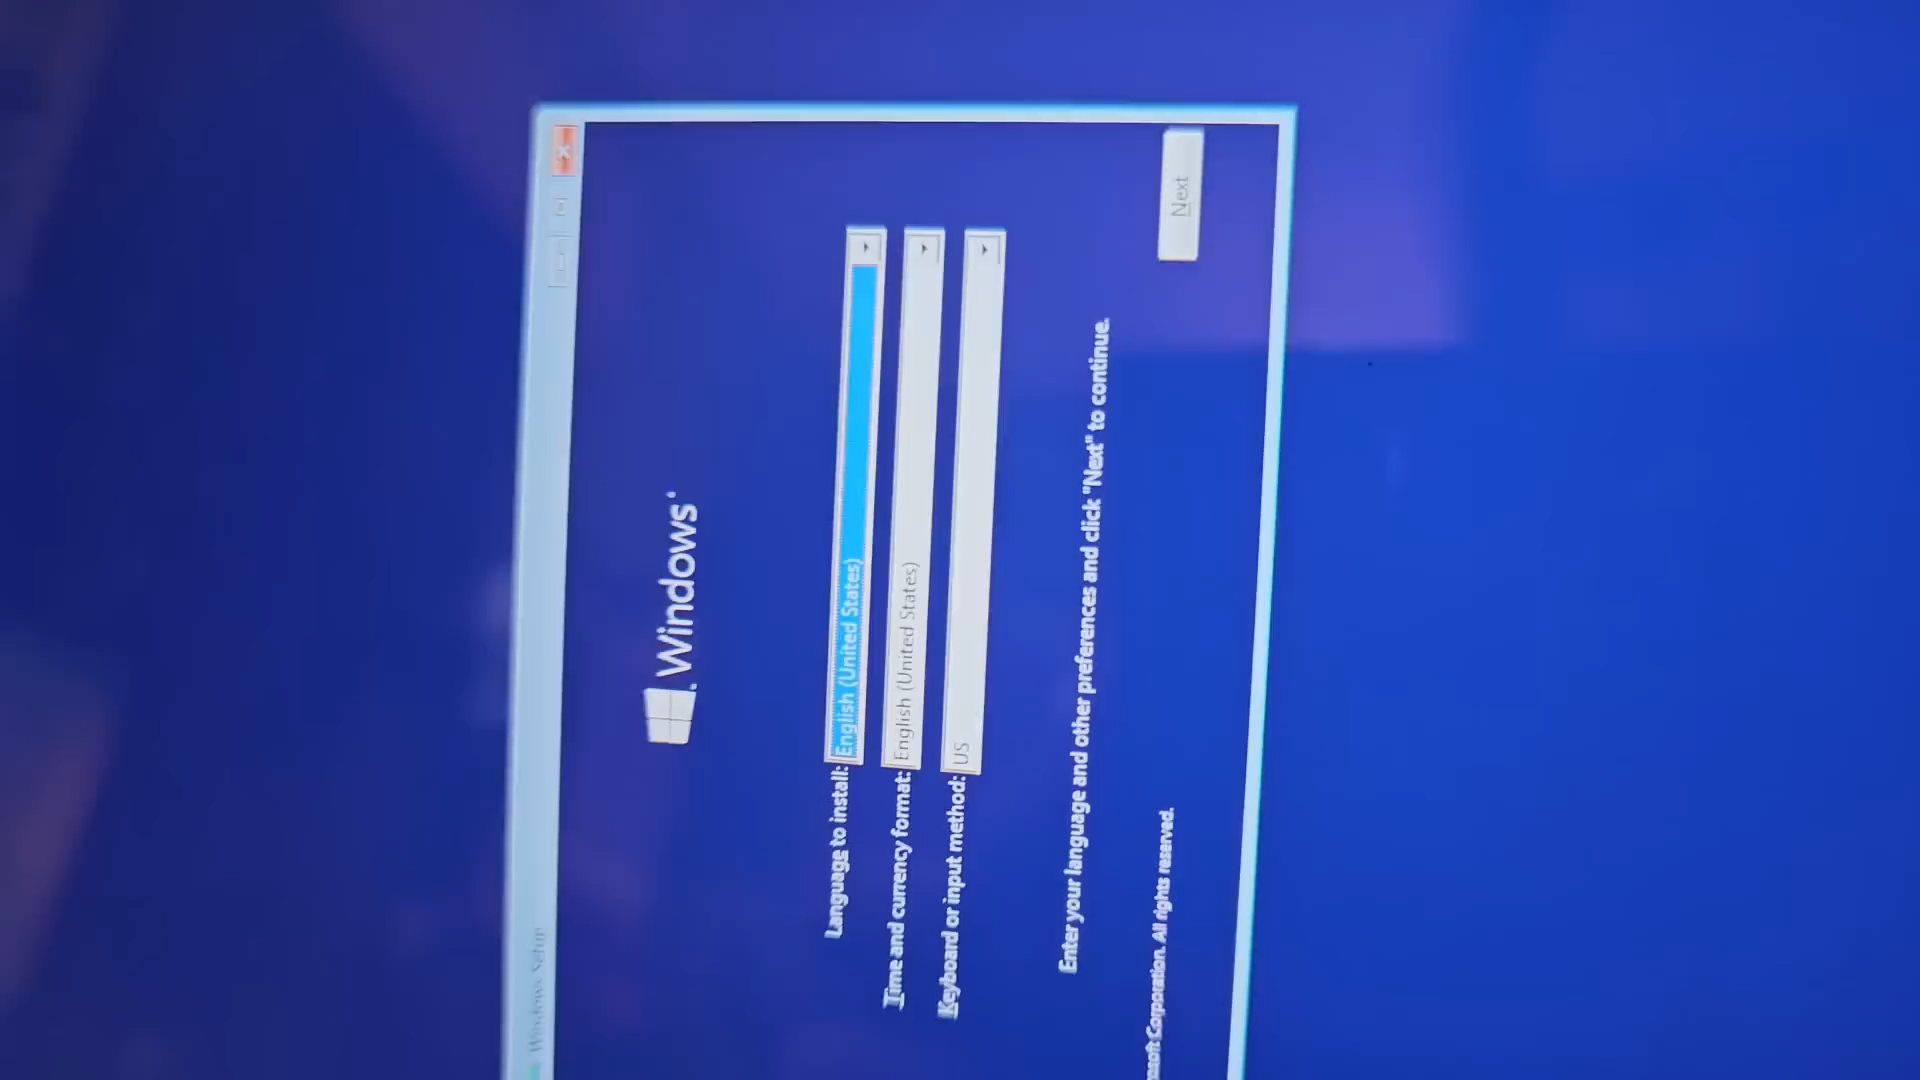 Windows Setup
Windows
Language to install: English (United States)
Time and currency format: English (United States)
Keyboard or input method: US
Enter your language and other preferences and click "Next" to continue.
Corporation. All rights reserved.
Next